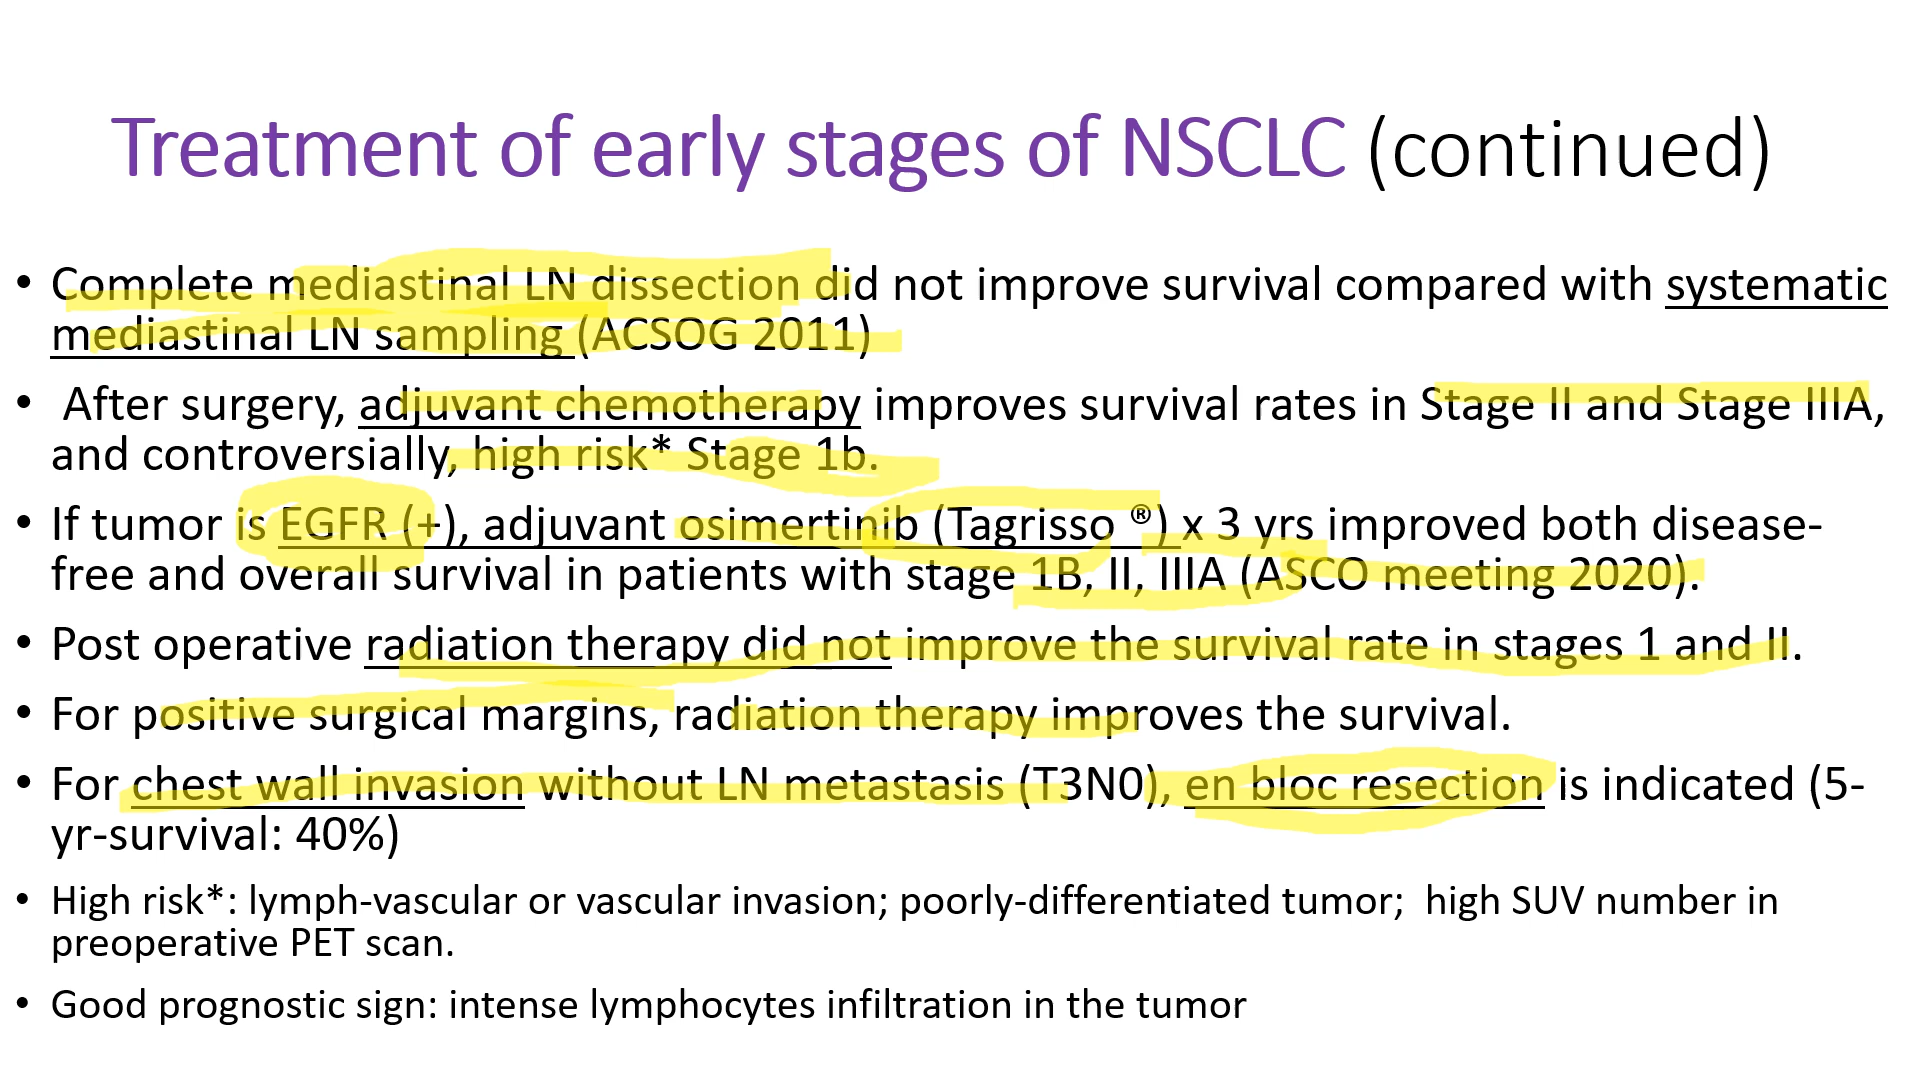 Treatment of early stages of NSCLC (continued)
• Complete mediastinal LN dissection did not improve survival compared with systematic
mediastinal LN sampling (ACSOG 2011)
• After surgery, adjuvant chemotherapy improves survival rates in Stage II and Stage IIIA,
and controversially, high risk* Stage 1b.
• If tumor is EGFR (+), adjuvant osimertinib (Tagrisso ®) x 3 yrs improved both disease-
free and overall survival in patients with stage 1B, II, IIIA (ASCO meeting 2020).
• Post operative radiation therapy did not improve the survival rate in stages 1 and II.
• For positive surgical margins, radiation therapy improves the survival.
• For chest wall invasion without LN metastasis (T3N0), en bloc resection is indicated (5-
yr-survival: 40%)
• High risk*: lymph-vascular or vascular invasion; poorly-differentiated tumor;  high SUV number in
preoperative PET scan.
• Good prognostic sign: intense lymphocytes infiltration in the tumor